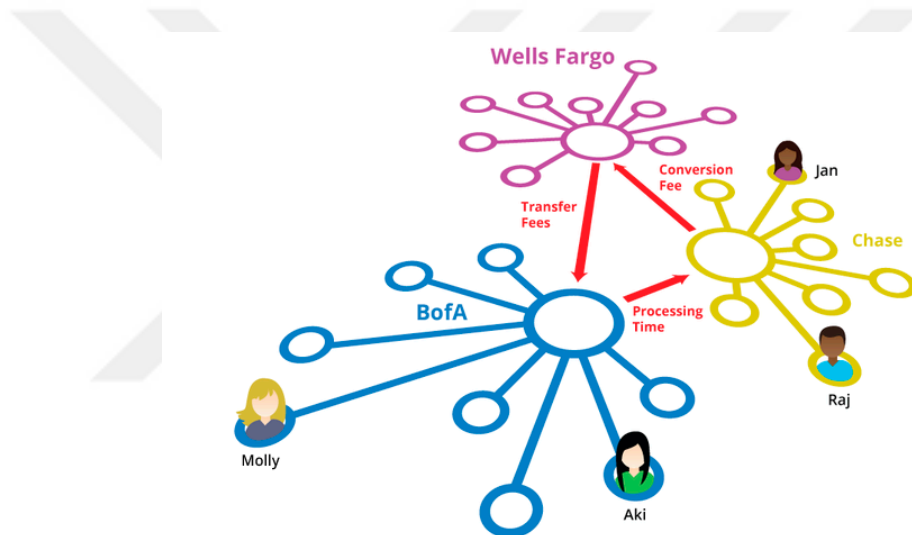 Wells Fargo
Conversion
Fee
Jan
Transfer
Fees
Chase
BofA
Processing
Time
Raj
Molly
Aki